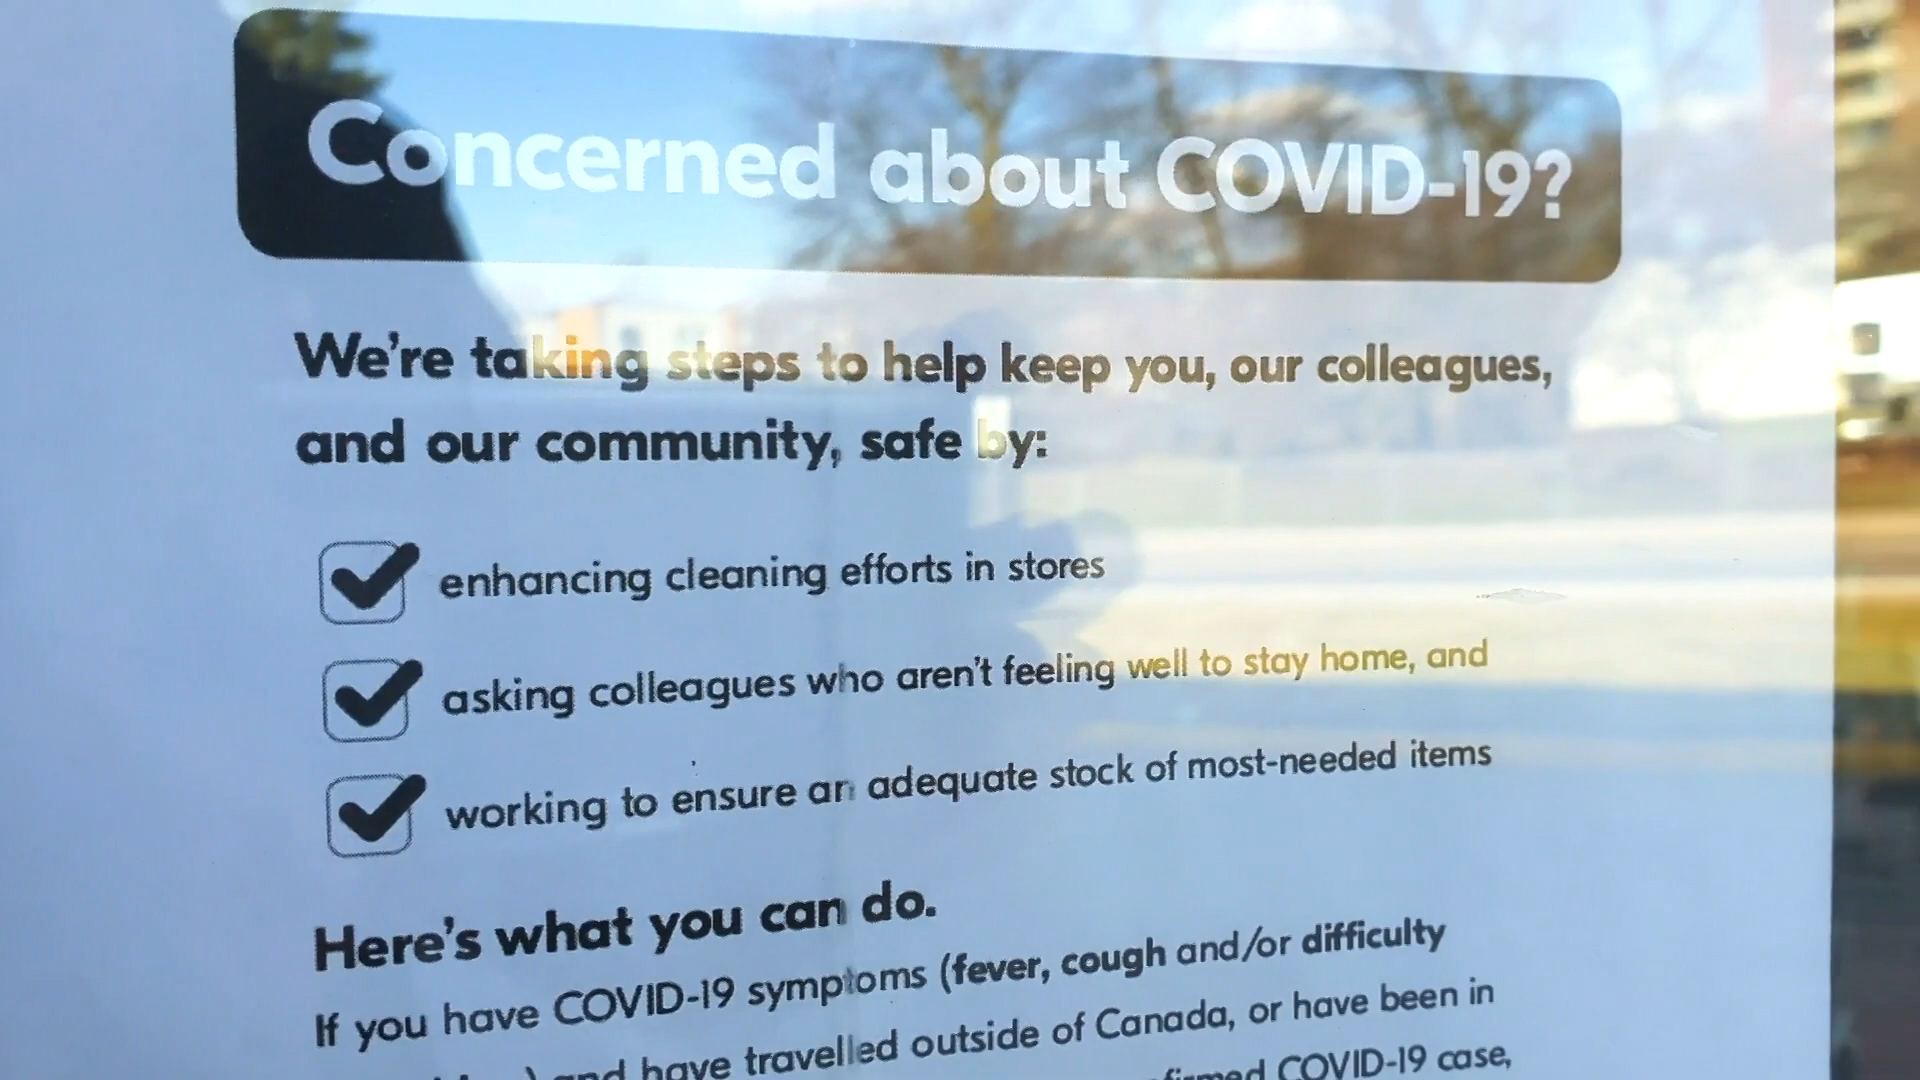 Concerned about COVID-19?
We're taking steps to help keep you, our colleagues,
and our community, safe by:
enhancing cleaning efforts in stores
asking colleagues who aren't feeling well to stay home, and
working to ensure an adequate stock of most-needed items
Here's what you can do.
If you have COVID-19 symptoms (fever, cough and/or difficulty
and have travelled outside of Canada, or have been in
COVID-19 case,